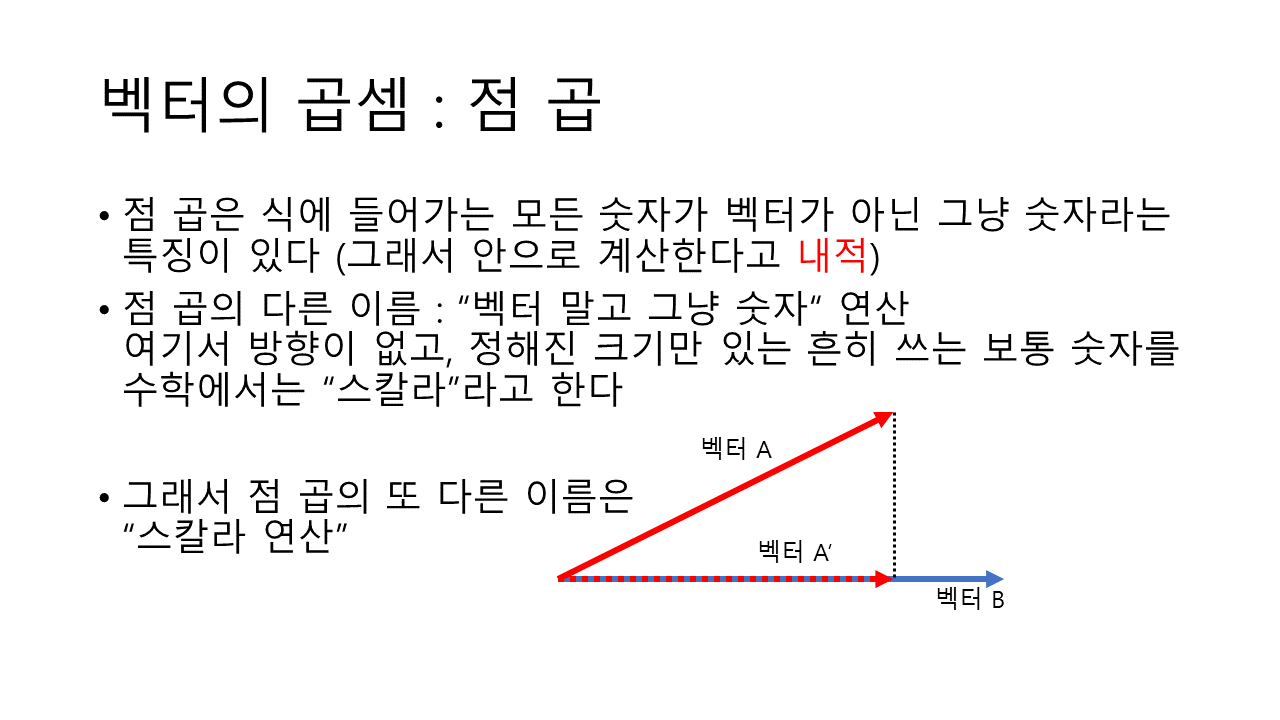 벡터의 곱셈 : 점 곱
• 점 곱은 식에 들어가는 모든 숫자가 벡터가 아닌 그냥 숫자라는
특징이 있다 (그래서 안으로 계산한다고 내적)
• 점 곱의 다른 이름 : “벡터 말고 그냥 숫자“ 연산
여기서 방향이 없고, 정해진 크기만 있는 흔히 쓰는 보통 숫자를
수학에서는 “스칼라”라고 한다
• 그래서 점 곱의 또 다른 이름은
“스칼라 연산”
벡터 A
벡터 A’
벡터 B